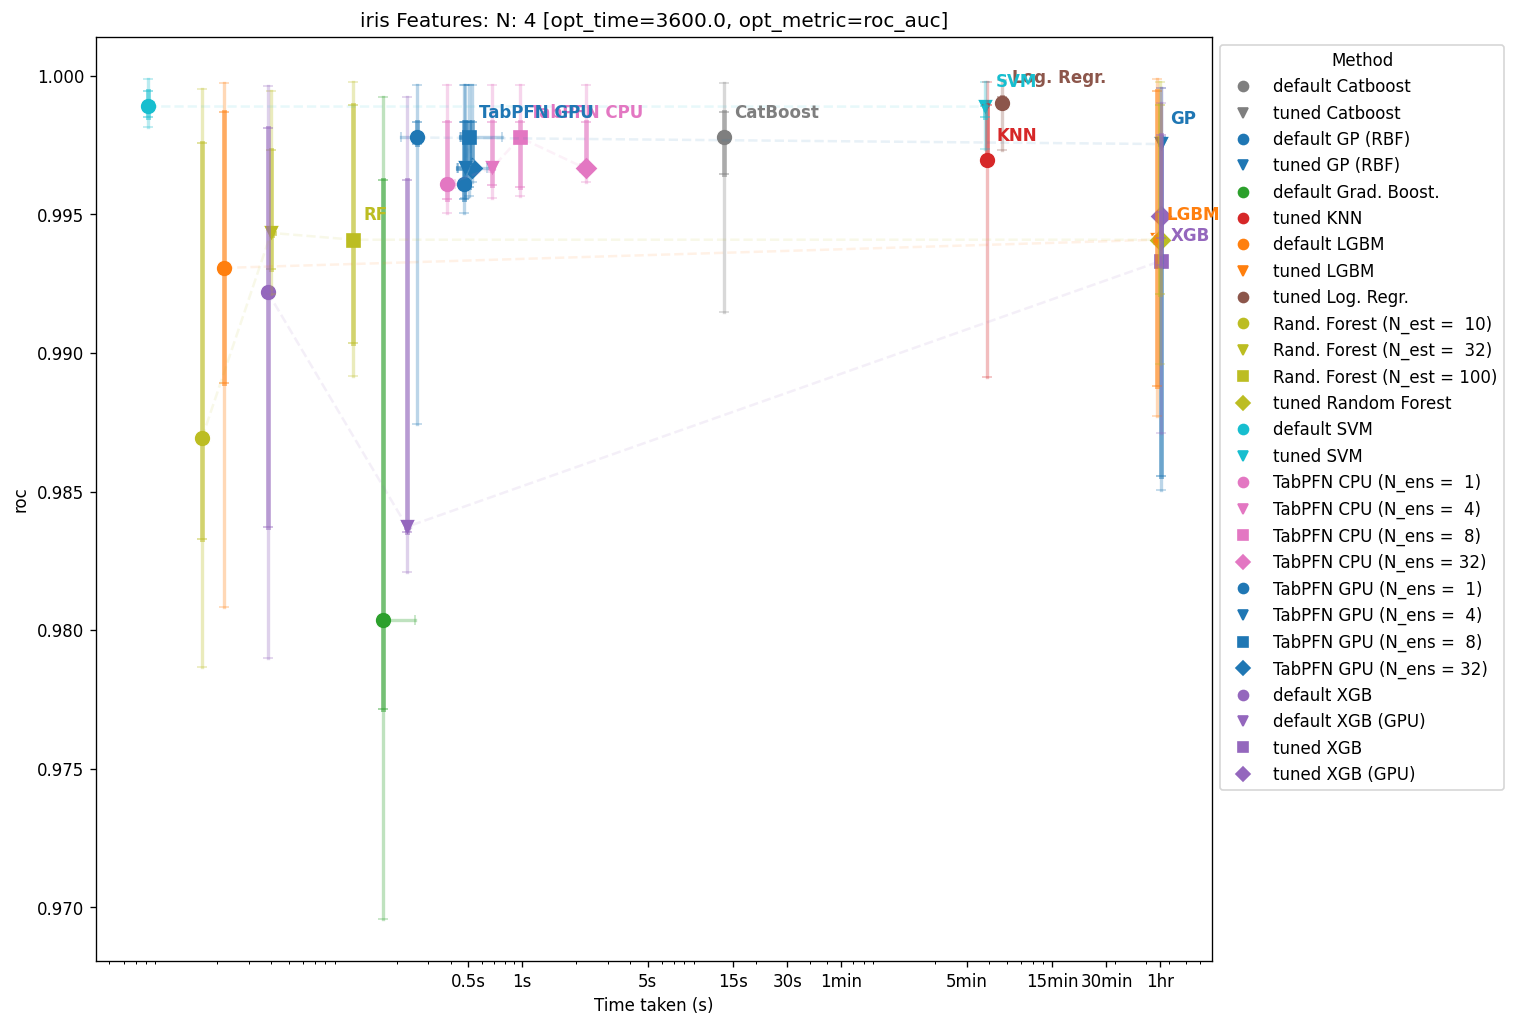 iris Features: N: 4 [opt_time=3600.0, opt_metric=roc_auc]
1.000
0.995
0.990
0.985
0.980
0.975
0.970
roc
SVM
Log. Regr.
TabPFN GPU
TabPFN CPU
CatBoost
GP
KNN
RF
LGBM
XGB
0.5s
1s
5s
15s
30s
1min
5min
15min
30min
1hr
Time taken (s)
Method
default Catboost
tuned Catboost
default GP (RBF)
tuned GP (RBF)
default Grad. Boost.
tuned KNN
default LGBM
tuned LGBM
tuned Log. Regr.
Rand. Forest (N_est =  10)
Rand. Forest (N_est =  32)
Rand. Forest (N_est = 100)
tuned Random Forest
default SVM
tuned SVM
TabPFN CPU (N_ens =  1)
TabPFN CPU (N_ens =  4)
TabPFN CPU (N_ens =  8)
TabPFN CPU (N_ens = 32)
TabPFN GPU (N_ens =  1)
TabPFN GPU (N_ens =  4)
TabPFN GPU (N_ens =  8)
TabPFN GPU (N_ens = 32)
default XGB
default XGB (GPU)
tuned XGB
tuned XGB (GPU)